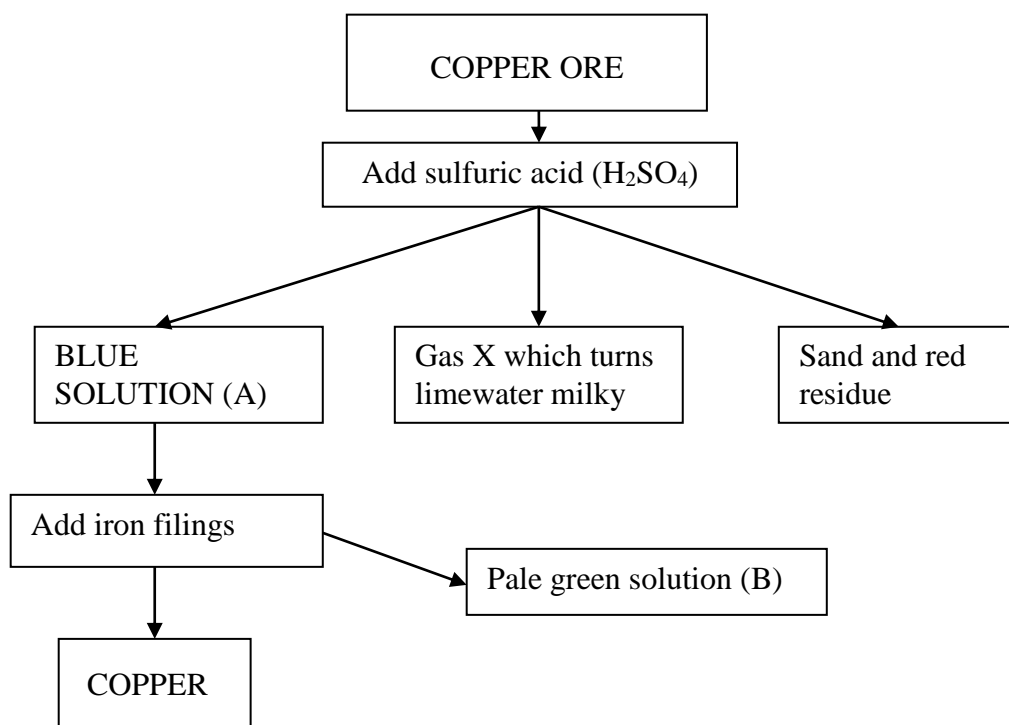 COPPER ORE
Add sulfuric acid (H₂SO₄)
BLUE
SOLUTION (A)
Gas X which turns
limewater milky
Sand and red
residue
Add iron filings
Pale green solution (B)
COPPER